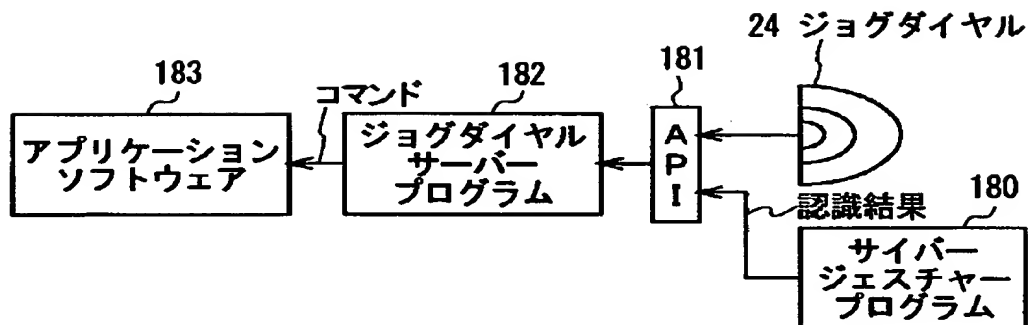 24 ジョグダイヤル
183
コマンド
182
181
アプリケーション
ソフトウェア
ジョグダイヤル
サーバー
プログラム
API
認識結果
180
サイバー
ジェスチャー
プログラム